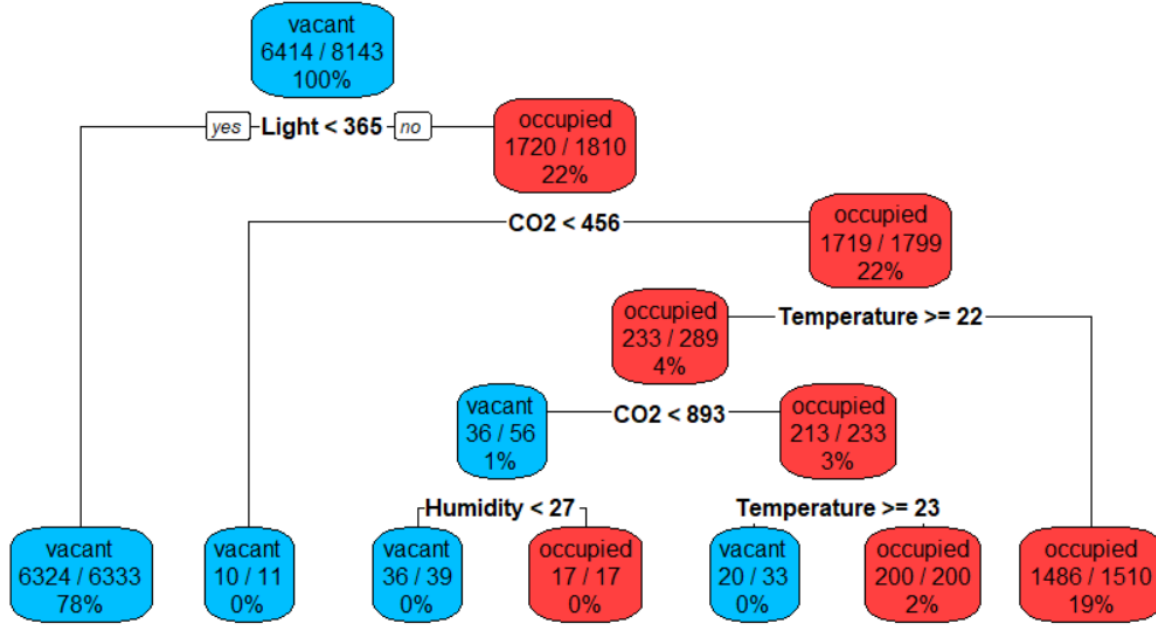 vacant
6414 / 8143
100%
yes Light < 365 no
occupied
1720 / 1810
22%
CO2 < 456
occupied
1719 / 1799
22%
occupied
233 / 289
4%
Temperature >= 22
vacant
36 / 56
1%
CO2 < 893
occupied
213 / 233
3%
Humidity < 27
Temperature >= 23
vacant
6324 / 6333
78%
vacant
10 / 11
0%
vacant
36 / 39
0%
occupied
17 / 17
0%
vacant
20 / 33
0%
occupied
200 / 200
2%
occupied
1486 / 1510
19%